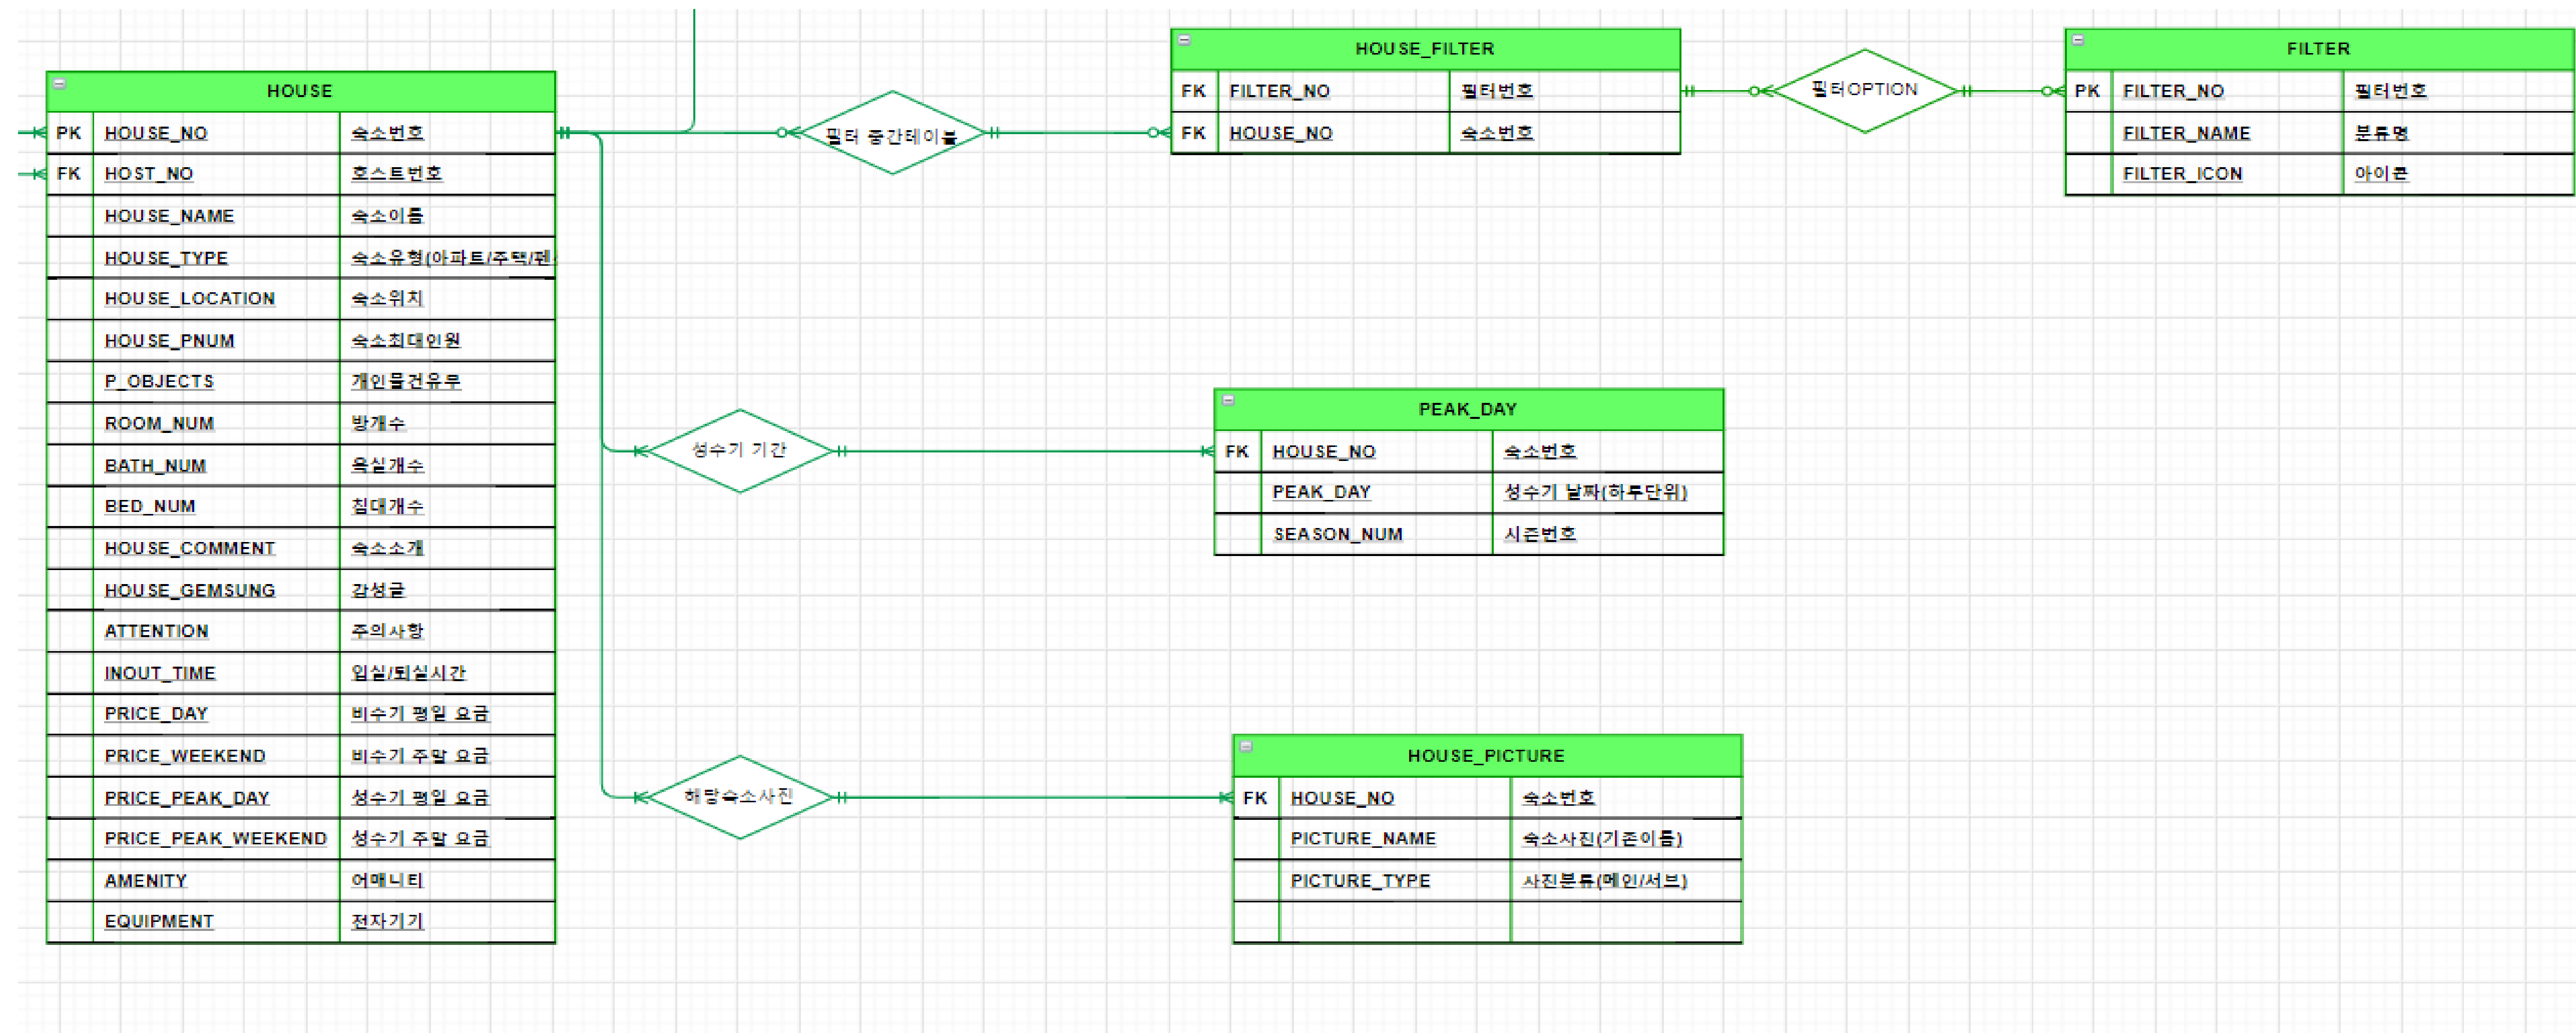 HOUSE
PK HOUSE_NO 숙소번호
FK HOST_NO 호스트번호
HOUSE_NAME 숙소이름
HOUSE_TYPE 숙소유형(아파트/주택/펜
HOUSE_LOCATION 숙소위치
HOUSE_PNUM 숙소최대인원
P_OBJECTS 개인물건유무
ROOM_NUM 방개수
BATH_NUM 욕실개수
BED_NUM 침대개수
HOUSE_COMMENT 숙소소개
HOUSE_GEMSUNG 감성글
ATTENTION 주의사항
INOUT_TIME 입실/퇴실시간
PRICE_DAY 비수기 평일 요금
PRICE_WEEKEND 비수기 주말 요금
PRICE_PEAK_DAY 성수기 평일 요금
PRICE_PEAK_WEEKEND 성수기 주말 요금
AMENITY 어매니티
EQUIPMENT 전자기기
필터 중간테이블
HOUSE_FILTER
FK FILTER_NO 필터번호
FK HOUSE_NO 숙소번호
필터OPTION
FILTER
PK FILTER_NO 필터번호
FILTER_NAME 분류명
FILTER_ICON 아이콘
성수기 기간
PEAK_DAY
FK HOUSE_NO 숙소번호
PEAK_DAY 성수기 날짜(하루단위)
SEASON_NUM 시즌번호
해당숙소사진
HOUSE_PICTURE
FK HOUSE_NO 숙소번호
PICTURE_NAME 숙소사진(기존이름)
PICTURE_TYPE 사진분류(메인/서브)